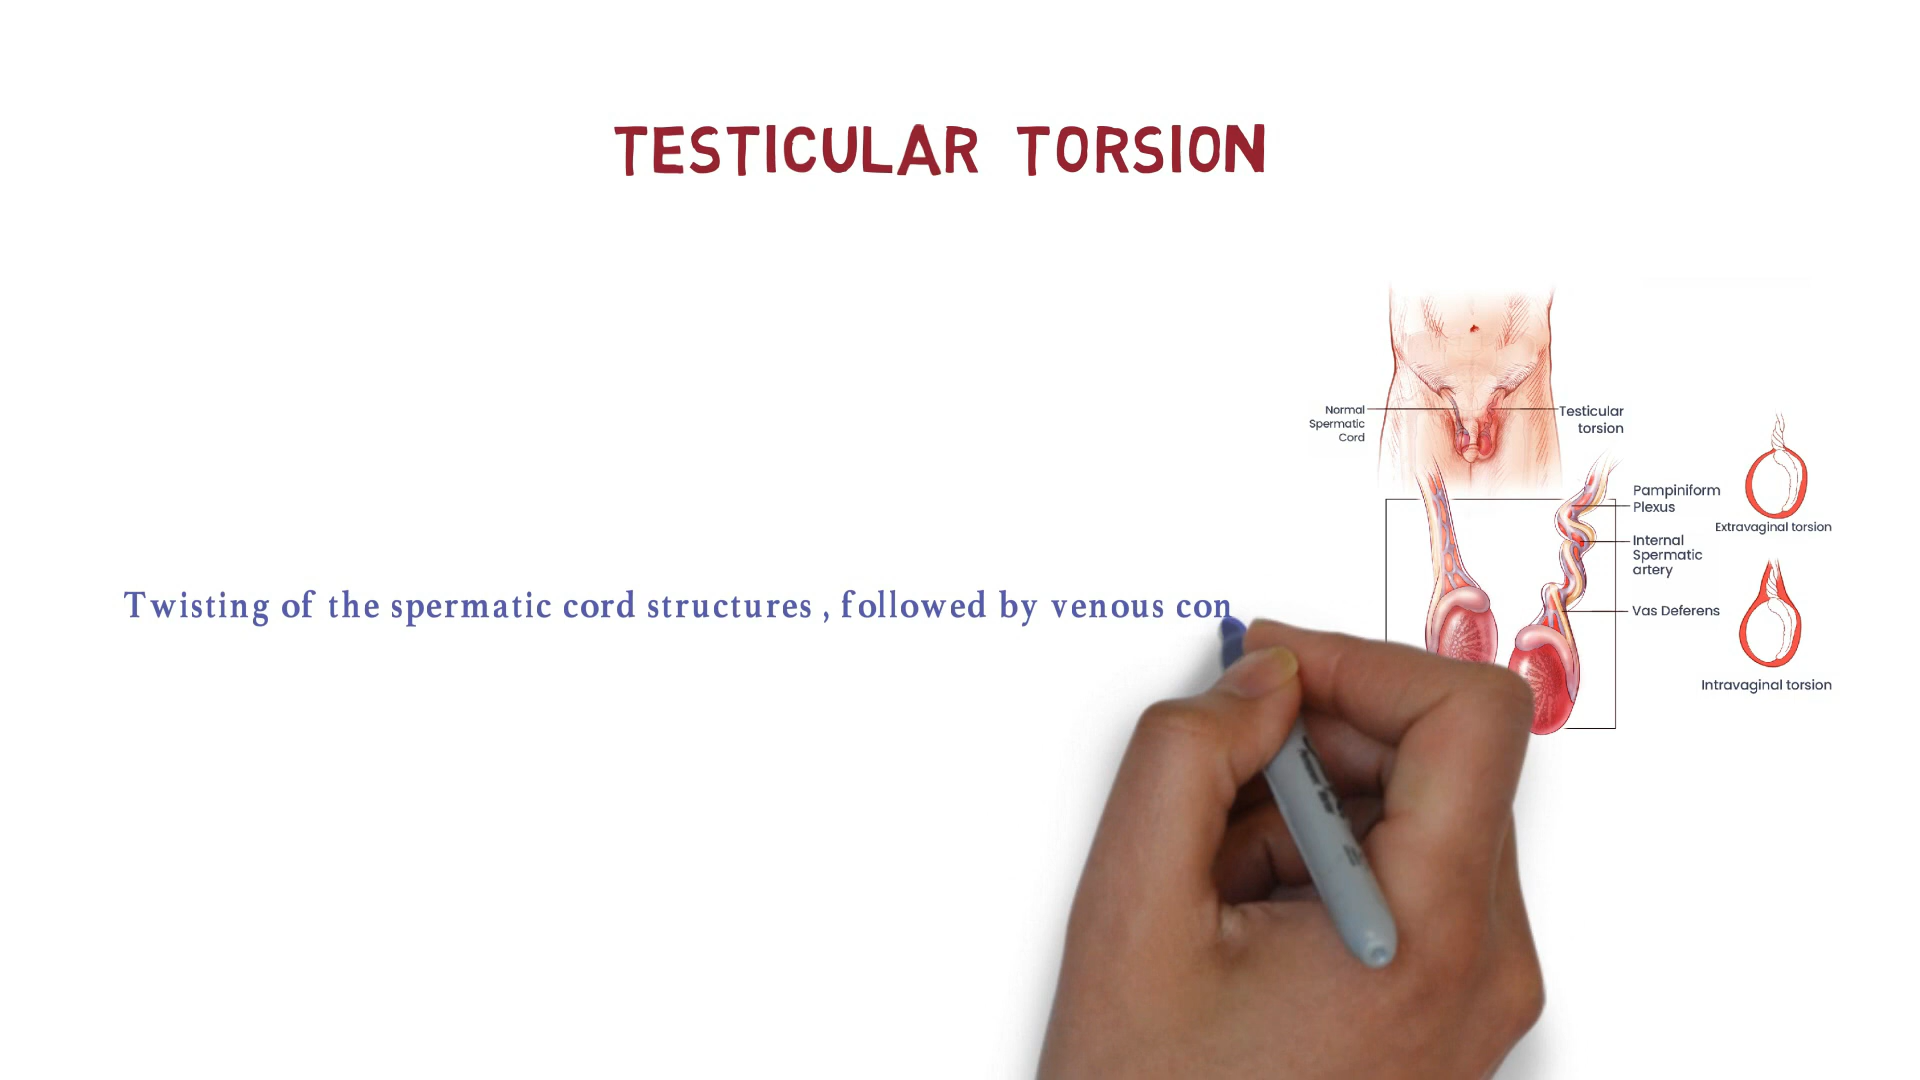 TESTICULAR TORSION
Normal
Spermatic
Cord
Testicular
torsion
Pampiniform
Plexus
Extravaginal torsion
Internal
Spermatic
artery
Twisting of the spermatic cord structures , followed by venous con
Vas Deferens
Intravaginal torsion